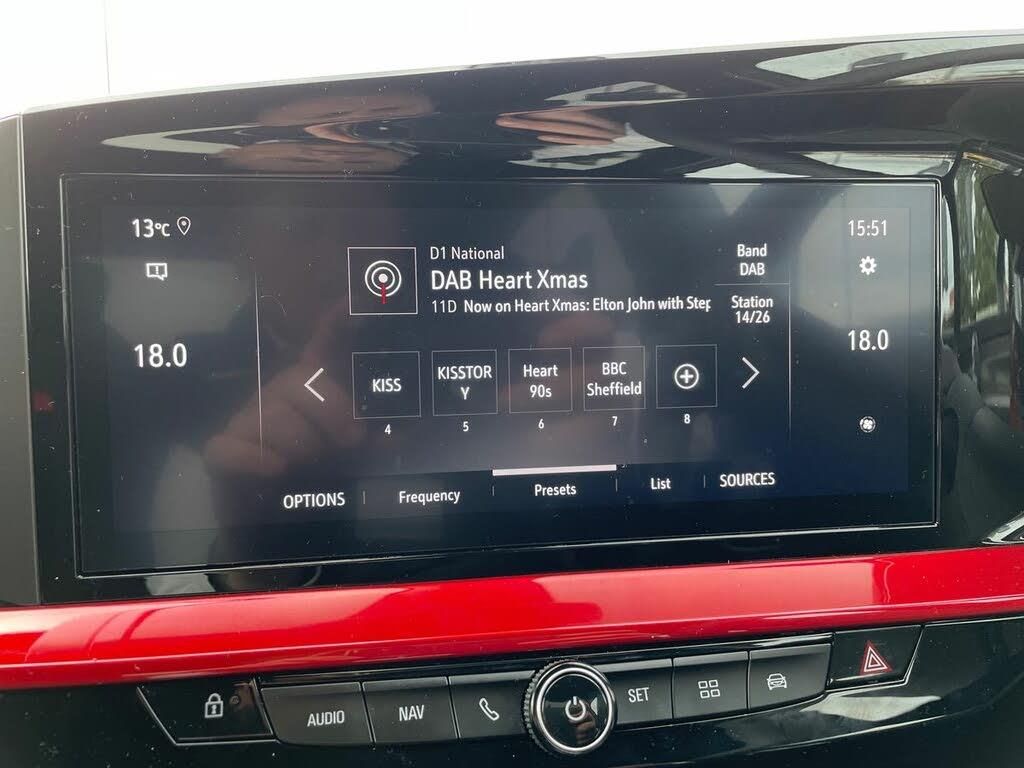 13°C
15:51
D1 National
DAB Heart Xmas
11D Now on Heart Xmas: Elton John with Step
Band
DAB
Station
14/26
18.0
18.0
KISS
KISSTOR
Y
Heart
90s
BBC
Sheffield
4
5
6
7
8
OPTIONS
Frequency
Presets
List
SOURCES
AUDIO
NAV
SET